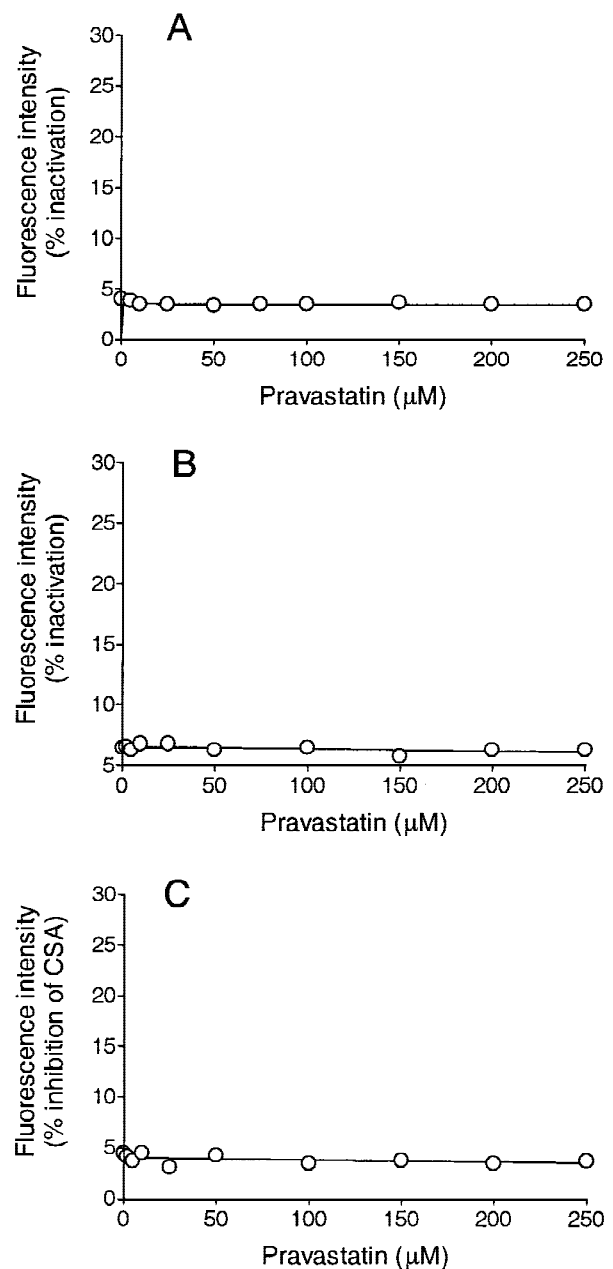 A
Fluorescence intensity
(% inactivation)
30
25
20
15
10
5
0
0 50 100 150 200 250
Pravastatin (μM)
B
Fluorescence intensity
(% inactivation)
30
25
20
15
10
5
0 50 100 150 200 250
Pravastatin (μM)
C
Fluorescence intensity
(% inhibition of CSA)
30
25
20
15
10
5
0
0 50 100 150 200 250
Pravastatin (μM)